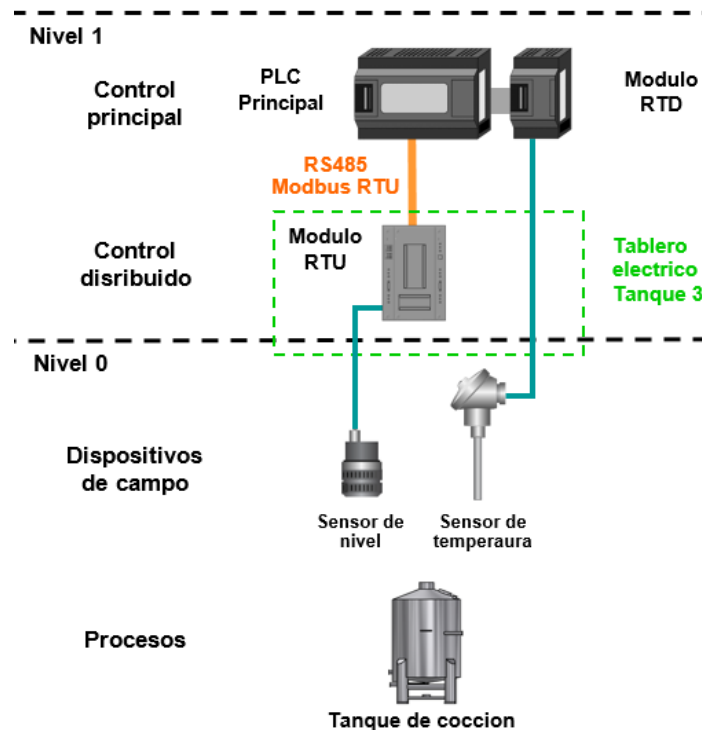 Nivel 1
Control
principal
PLC
Principal
Modulo
RTD
RS485
Modbus RTU
Control
disribuido
Modulo
RTU
Tablero
electrico
Tanque 3
Nivel 0
Dispositivos
de campo
Sensor de
nivel
Sensor de
temperaura
Procesos
Tanque de coccion